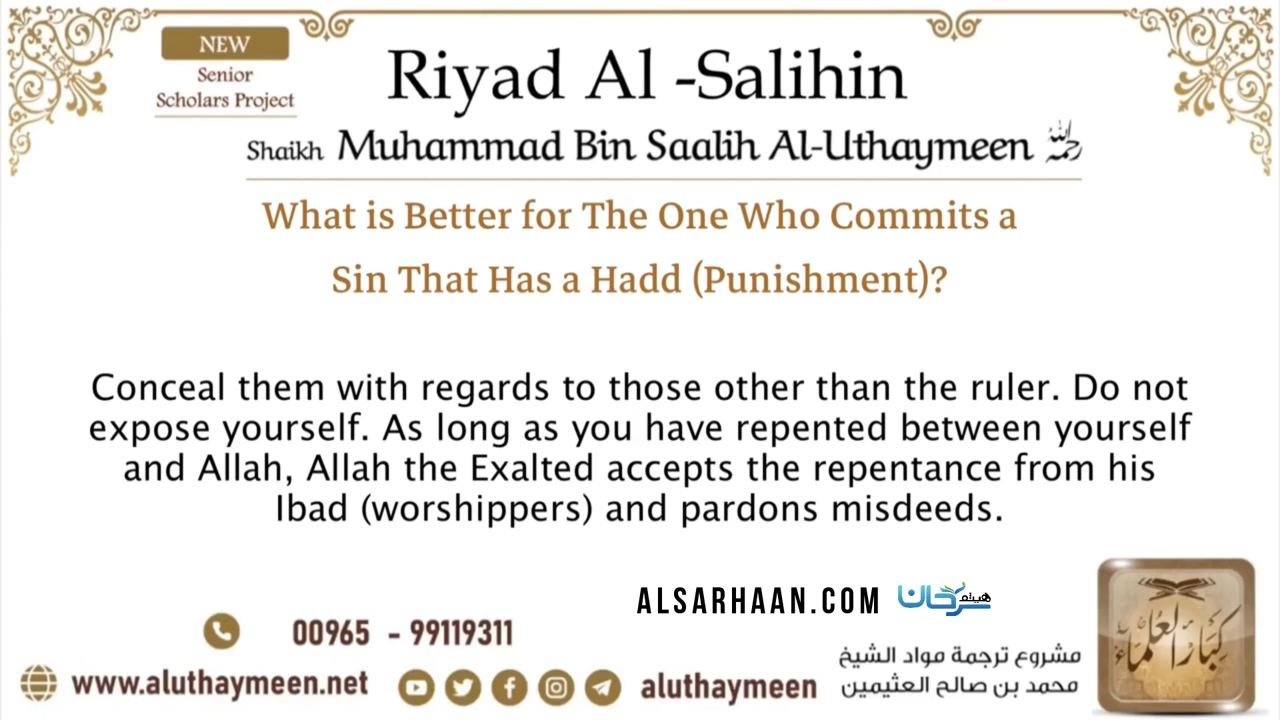 NEW
Senior
Scholars Project
Riyad Al -Salihin
Shaikh Muhammad Bin Saalih Al-Uthaymeen رحمه الله
What is Better for The One Who Commits a
Sin That Has a Hadd (Punishment)?
Conceal them with regards to those other than the ruler. Do not
expose yourself. As long as you have repented between yourself
and Allah, Allah the Exalted accepts the repentance from his
Ibad (worshippers) and pardons misdeeds.
ALSARHAAN.COM هيثم سرحان
00965 - 99119311
www.aluthaymeen.net
aluthaymeen
مشروع ترجمة مواد الشيخ
محمد بن صالح العثيمين
كبار العلماء